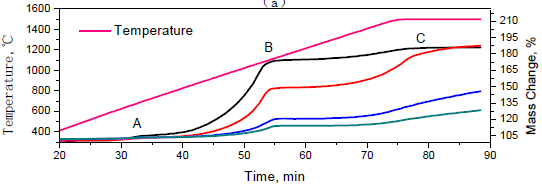 (a)
1600
1400
1200
1000
800
600
400
Temperature, ℃
Temperature
A
B
C
210
195
180
165
150
135
120
105
Mass Change, %
20 30 40 50 60 70 80 90
Time, min